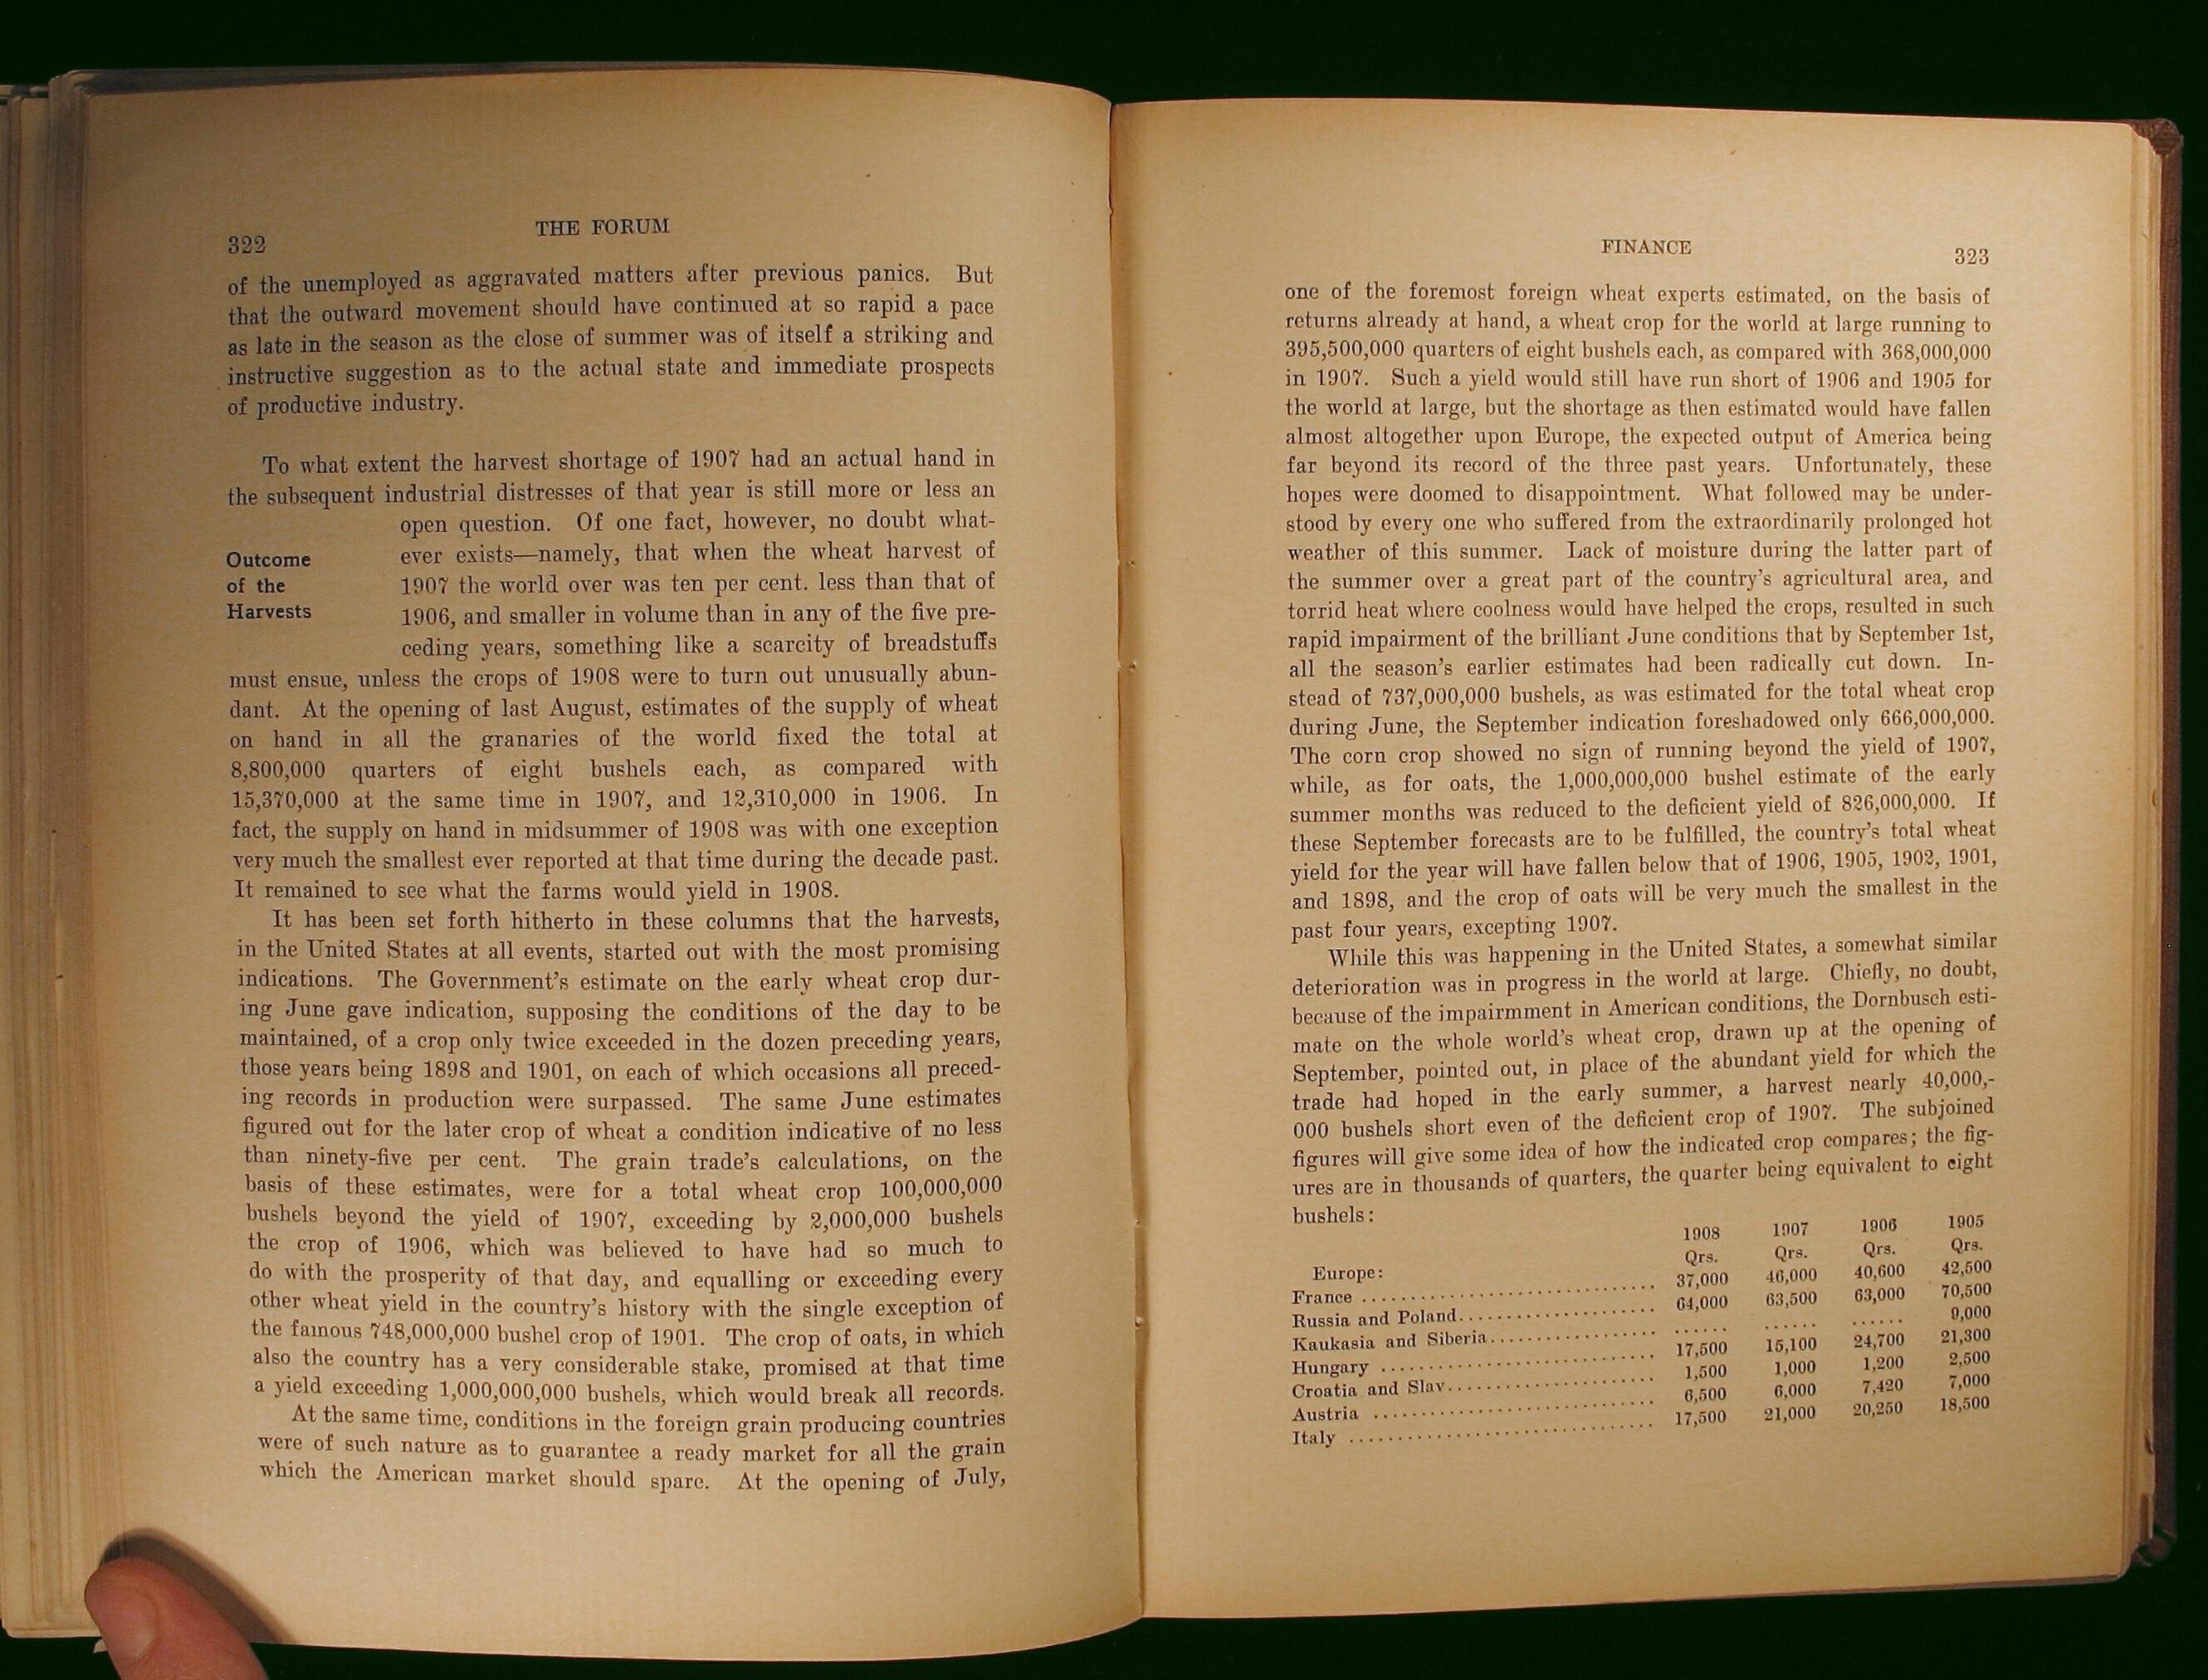 322
THE FORUM
of the unemployed as aggravated matters after previous panics. But
that the outward movement should have continued at so rapid a pace
as late in the season as the close of summer was of itself a striking and
instructive suggestion as to the actual state and immediate prospects
of productive industry.
To what extent the harvest shortage of 1907 had an actual hand in
the subsequent industrial distresses of that year is still more or less an
Outcome
of the
Harvests
open question. Of one fact, however, no doubt what-
ever exists—namely, that when the wheat harvest of
1907 the world over was ten per cent. less than that of
1906, and smaller in volume than in any of the five pre-
ceding years, something like a scarcity of breadstuffs
must ensue, unless the crops of 1908 were to turn out unusually abun-
dant. At the opening of last August, estimates of the supply of wheat
on hand in all the granaries of the world fixed the total at
8,800,000 quarters of eight bushels each, as compared with
15,370,000 at the same time in 1907, and 12,310,000 in 1906. In
fact, the supply on hand in midsummer of 1908 was with one exception
very much the smallest ever reported at that time during the decade past.
It remained to see what the farms would yield in 1908.
It has been set forth hitherto in these columns that the harvests,
in the United States at all events, started out with the most promising
indications. The Government's estimate on the early wheat crop dur-
ing June gave indication, supposing the conditions of the day to be
maintained, of a crop only twice exceeded in the dozen preceding years,
those years being 1898 and 1901, on each of which occasions all preced-
ing records in production were surpassed. The same June estimates
figured out for the later crop of wheat a condition indicative of no less
than ninety-five per cent. The grain trade's calculations, on the
basis of these estimates, were for a total wheat crop 100,000,000
bushels beyond the yield of 1907, exceeding by 2,000,000 bushels
the crop of 1906, which was believed to have had so much to
do with the prosperity of that day, and equalling or exceeding every
other wheat yield in the country's history with the single exception of
the famous 748,000,000 bushel crop of 1901. The crop of oats, in which
also the country has a very considerable stake, promised at that time
a yield exceeding 1,000,000,000 bushels, which would break all records.
At the same time, conditions in the foreign grain producing countries
were of such nature as to guarantee a ready market for all the grain
which the American market should spare. At the opening of July,
FINANCE
323
one of the foremost foreign wheat experts estimated, on the basis of
returns already at hand, a wheat crop for the world at large running to
395,500,000 quarters of eight bushels each, as compared with 368,000,000
in 1907. Such a yield would still have run short of 1906 and 1905 for
the world at large, but the shortage as then estimated would have fallen
almost altogether upon Europe, the expected output of America being
far beyond its record of the three past years. Unfortunately, these
hopes were doomed to disappointment. What followed may be under-
stood by every one who suffered from the extraordinarily prolonged hot
weather of this summer. Lack of moisture during the latter part of
the summer over a great part of the country's agricultural area, and
torrid heat where coolness would have helped the crops, resulted in such
rapid impairment of the brilliant June conditions that by September 1st,
all the season's earlier estimates had been radically cut down. In-
stead of 737,000,000 bushels, as was estimated for the total wheat crop
during June, the September indication foreshadowed only 666,000,000.
The corn crop showed no sign of running beyond the yield of 1907,
while, as for oats, the 1,000,000,000 bushel estimate of the early
summer months was reduced to the deficient yield of 826,000,000. If
these September forecasts are to be fulfilled, the country's total wheat
yield for the year will have fallen below that of 1906, 1905, 1902, 1901,
and 1898, and the crop of oats will be very much the smallest in the
past four years, excepting 1907.
While this was happening in the United States, a somewhat similar
deterioration was in progress in the world at large. Chiefly, no doubt,
because of the impairmment in American conditions, the Dornbusch esti-
mate on the whole world's wheat crop, drawn up at the opening of
September, pointed out, in place of the abundant yield for which the
trade had hoped in the early summer, a harvest nearly 40,000,-
000 bushels short even of the deficient crop of 1907. The subjoined
figures will give some idea of how the indicated crop compares; the fig-
ures are in thousands of quarters, the quarter being equivalent to eight
bushels:
1908 1907 1906 1905
Qrs. Qrs. Qrs. Qrs.
Europe:
France .............................. 37,000 46,000 40,600 42,500
Russia and Poland.................... 64,000 63,500 63,000 70,500
Kaukasia and Siberia................. ...... ...... ...... 9,000
Hungary ............................. 17,500 15,100 24,700 21,300
Croatia and Slav..................... 1,500 1,000 1,200 2,500
Austria ............................. 6,500 6,000 7,420 7,000
Italy ............................... 17,500 21,000 20,250 18,500